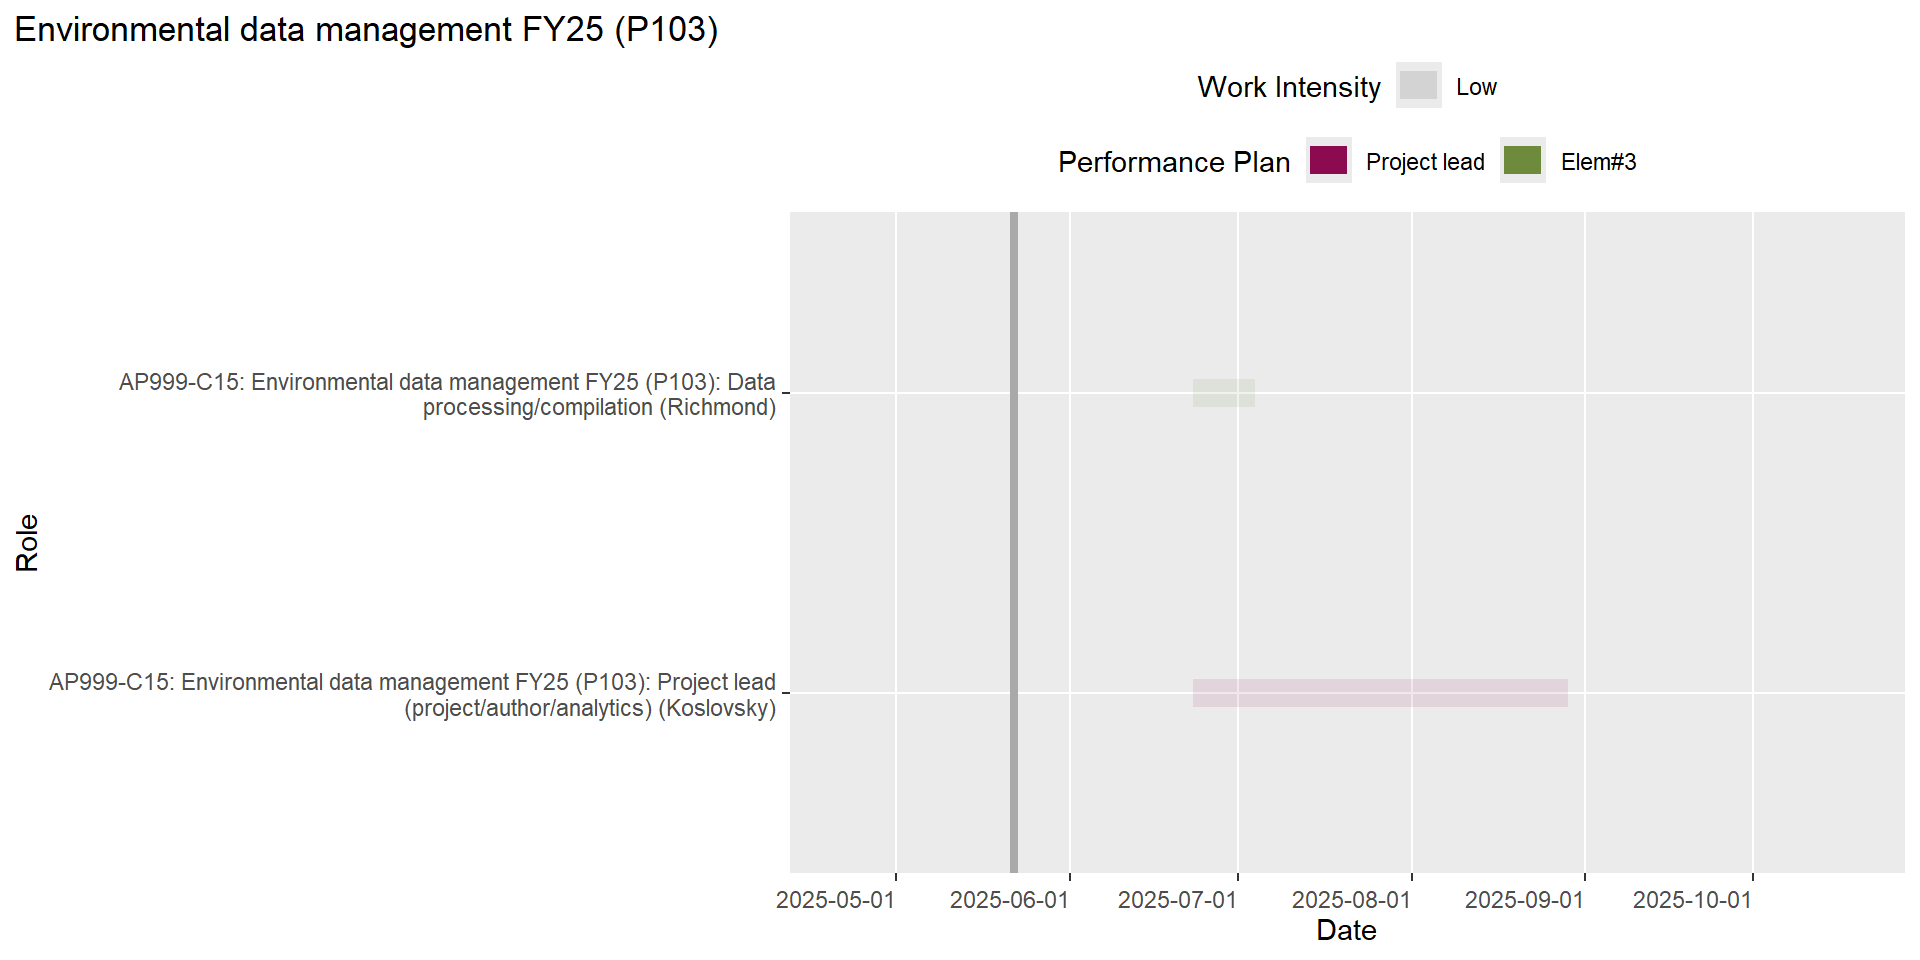 Environmental data management FY25 (P103)
Work Intensity Low
Performance Plan Project lead Elem#3
AP999-C15: Environmental data management FY25 (P103): Data
processing/compilation (Richmond)
Role
AP999-C15: Environmental data management FY25 (P103): Project lead
(project/author/analytics) (Koslovsky)
2025-05-01 2025-06-01 2025-07-01 2025-08-01 2025-09-01 2025-10-01
Date